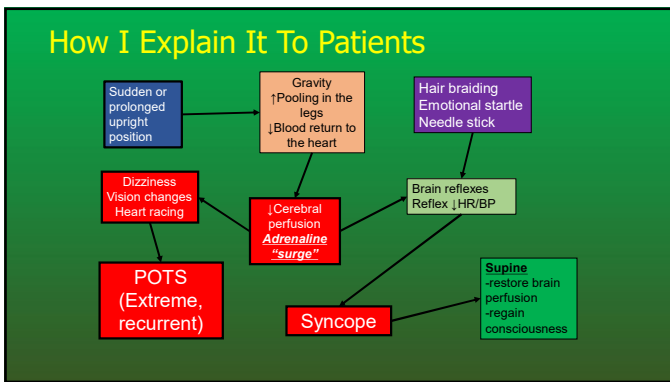 How I Explain It To Patients
Sudden or
prolonged
upright
position
Gravity
↑Pooling in the
legs
↓Blood return to
the heart
Hair braiding
Emotional startle
Needle stick
Dizziness
Vision changes
Heart racing
↓Cerebral
perfusion
Adrenaline
“surge”
Brain reflexes
Reflex ↓HR/BP
POTS
(Extreme,
recurrent)
Syncope
Supine
-restore brain
perfusion
-regain
consciousness